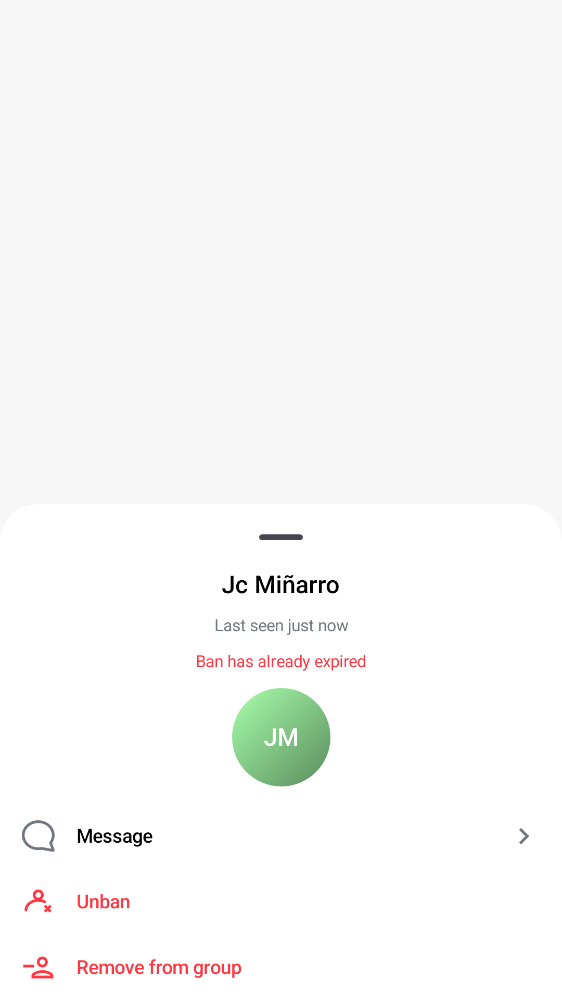 Jc Miñarro
Last seen just now
Ban has already expired
JM
Message
Unban
Remove from group